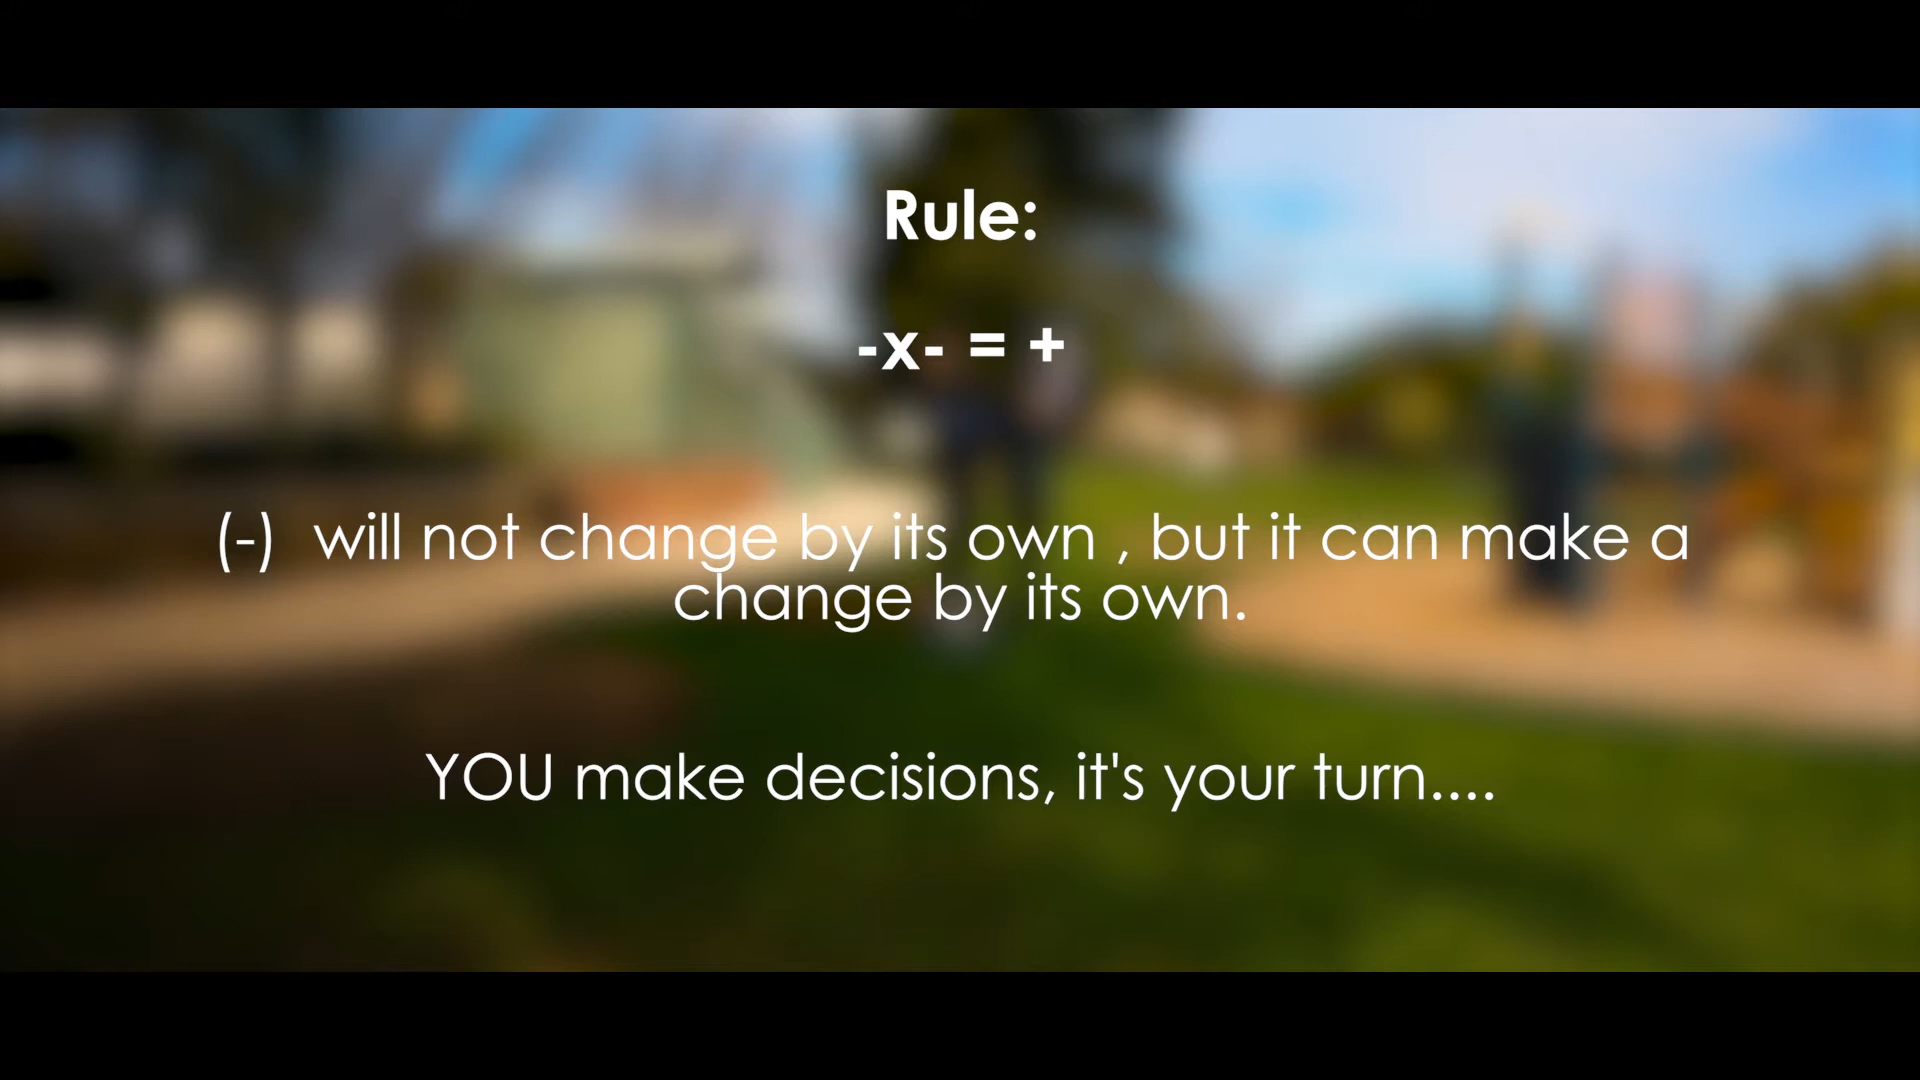 Rule:
-x- = +
(-)  will not change by its own , but it can make a
change by its own.
YOU make decisions, it's your turn....